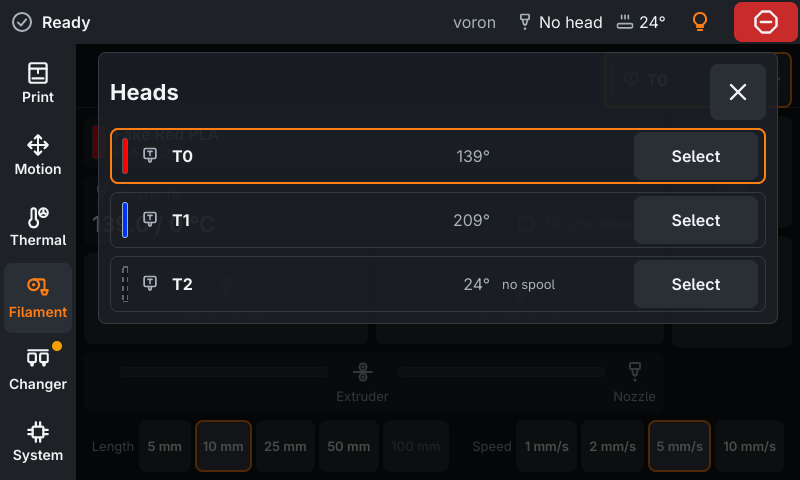 Ready
voron
No head
24°
Print
Motion
Thermal
Filament
Changer
System
Heads
T0
T0
139°
Select
T1
209°
Select
T2
24°
no spool
Select
Extruder
Nozzle
Length
5 mm
10 mm
25 mm
50 mm
100 mm
Speed
1 mm/s
2 mm/s
5 mm/s
10 mm/s